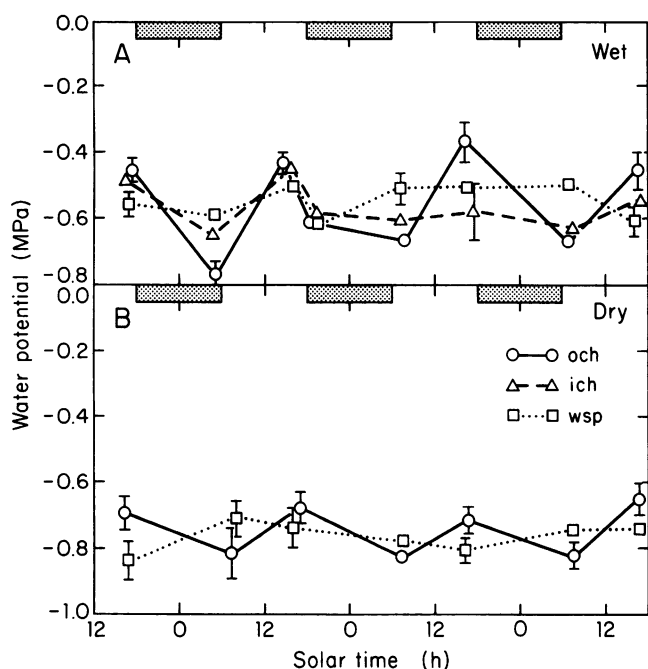 0.0
A
Wet
−0.2
−0.4
−0.6
−0.8
0.0
B
Dry
−0.2
och
−0.4
ich
wsp
−0.6
−0.8
−1.0
12 0 12 0 12 0 12
Solar time (h)
Water potential (MPa)